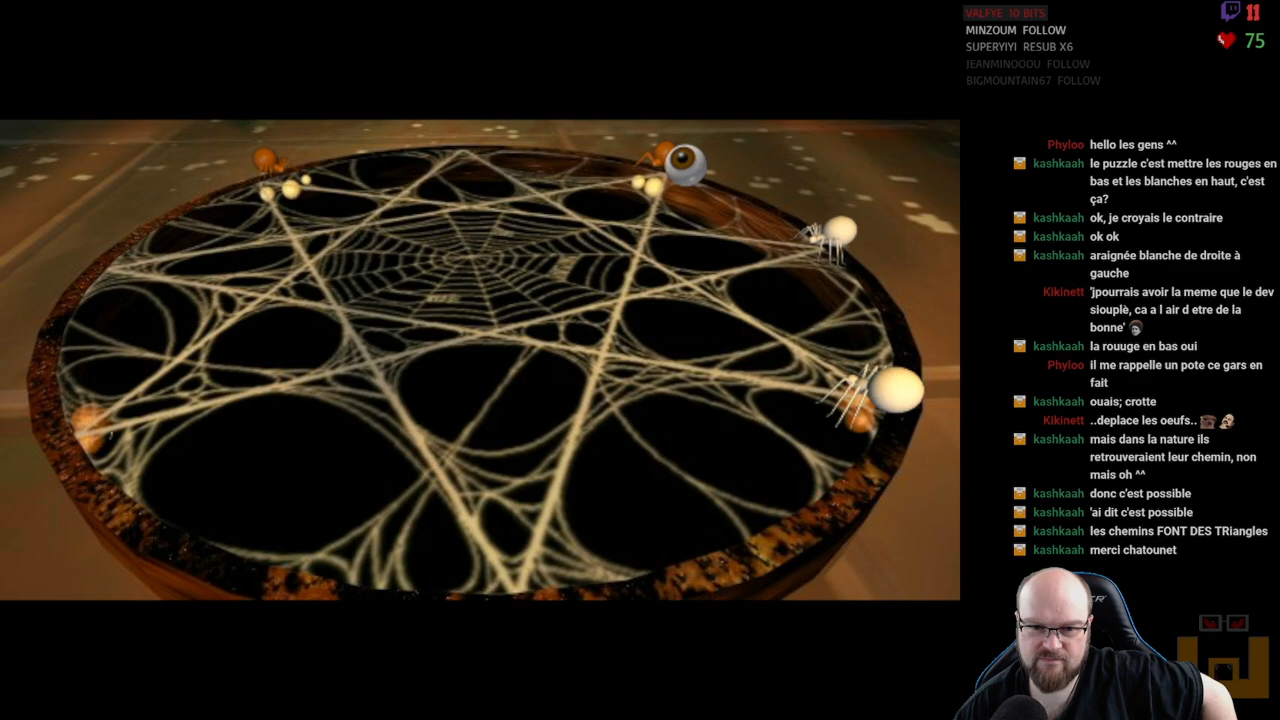 VALFYE 10 BITS
MINZOUM FOLLOW
SUPERYIYI RESUB X6
JEANMINOOOU FOLLOW
BIGMOUNTAIN67 FOLLOW
11
75
Phyloo hello les gens ^^
kashkaah le puzzle c'est mettre les rouges en
bas et les blanches en haut, c'est
ça?
kashkaah ok, je croyais le contraire
kashkaah ok ok
kashkaah araignée blanche de droite à
gauche
Kikinett 'jpourrais avoir la meme que le dev
siouplè, ca a l air d etre de la
bonne'
kashkaah la rouuge en bas oui
Phyloo il me rappelle un pote ce gars en
fait
kashkaah ouais; crotte
Kikinett ..deplace les oeufs..
kashkaah mais dans la nature ils
retrouveraient leur chemin, non
mais oh ^^
kashkaah donc c'est possible
kashkaah 'ai dit c'est possible
kashkaah les chemins FONT DES TRIangles
kashkaah merci chatounet